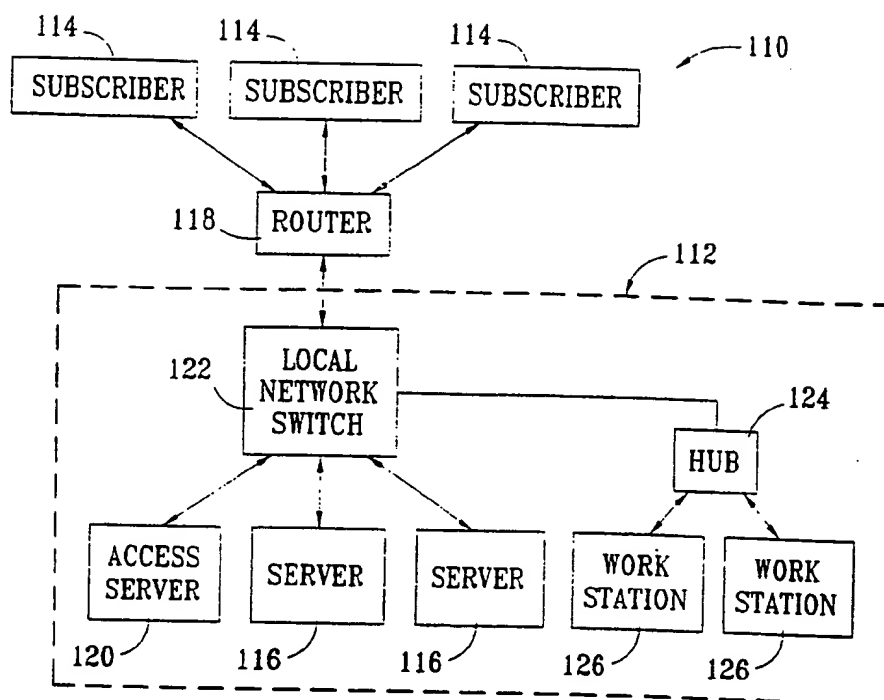 114
114
114
110
SUBSCRIBER
SUBSCRIBER
SUBSCRIBER
118
ROUTER
112
122
LOCAL
NETWORK
SWITCH
124
HUB
ACCESS
SERVER
SERVER
SERVER
WORK
STATION
WORK
STATION
120
116
116
126
126